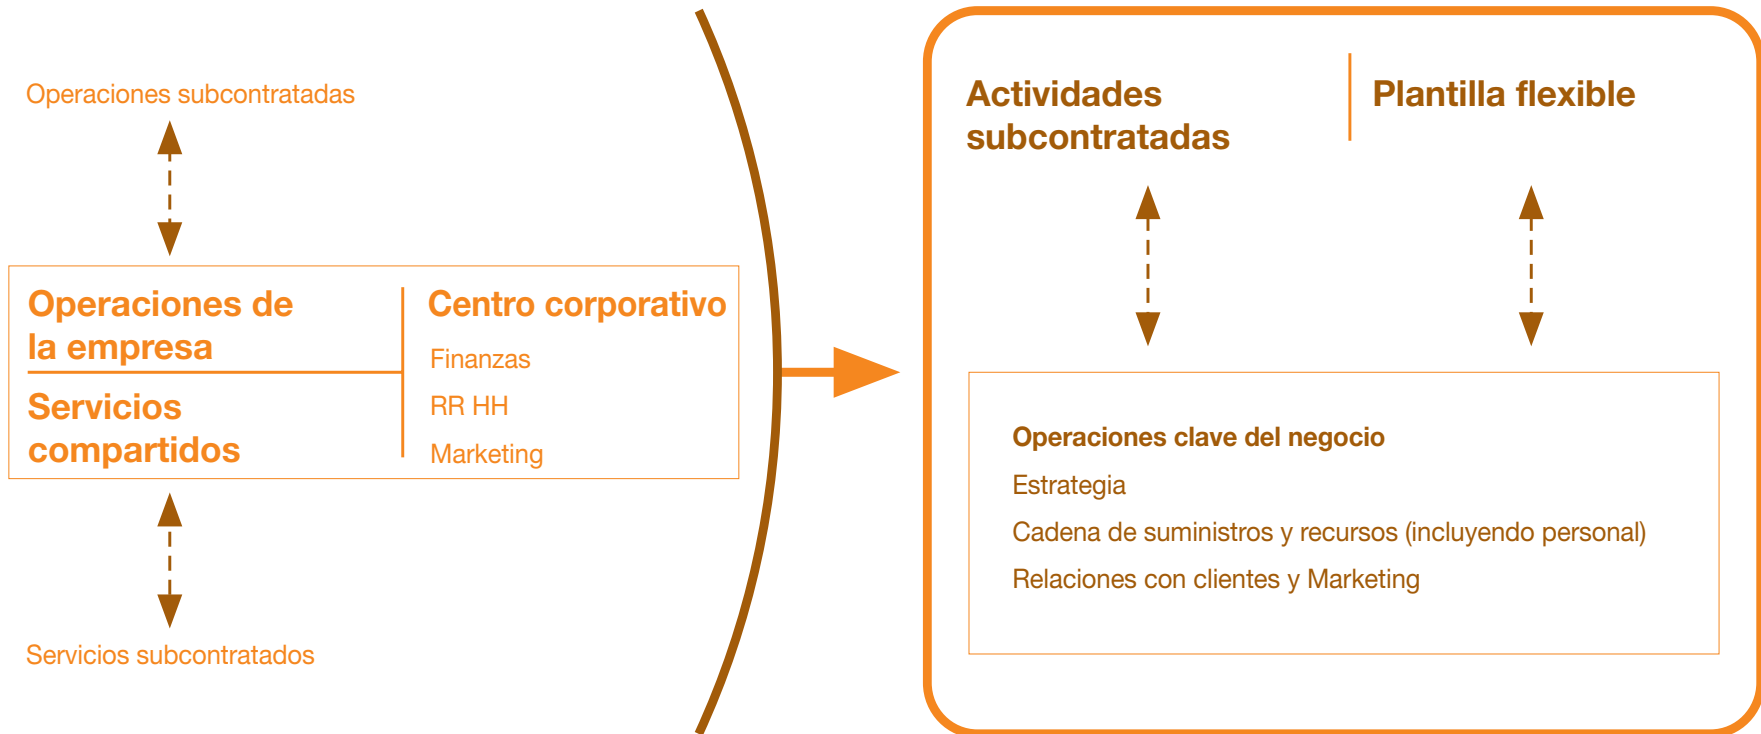 Operaciones subcontratadas
Operaciones de
la empresa
Servicios
compartidos
Centro corporativo
Finanzas
RR HH
Marketing
Servicios subcontratados
Actividades
subcontratadas
Plantilla flexible
Operaciones clave del negocio
Estrategia
Cadena de suministros y recursos (incluyendo personal)
Relaciones con clientes y Marketing